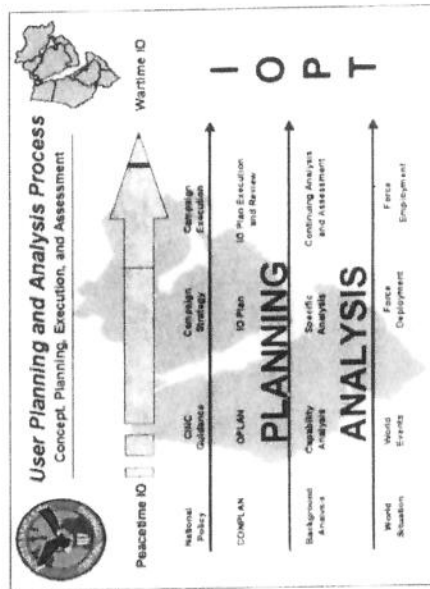 User Planning and Analysis Process
Concept, Planning, Execution, and Assessment
Peacetime IO
Wartime IO
National Policy
CINC Guidance
Campaign Strategy
Campaign Execution
CONPLAN
OPLAN
IO Plan
IO Plan Execution and Review
PLANNING
Background Analysis
Capability Analysis
Specific Analysis
Continuing Analysis and Assessment
ANALYSIS
World Situation
World Events
Force Deployment
Force Employment
I
O
P
T